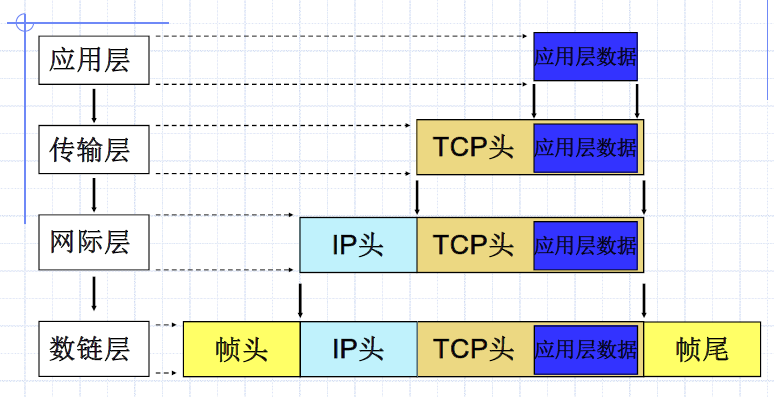 应用层 应用层数据
传输层 TCP头 应用层数据
网际层 IP头 TCP头 应用层数据
数链层 帧头 IP头 TCP头 应用层数据 帧尾